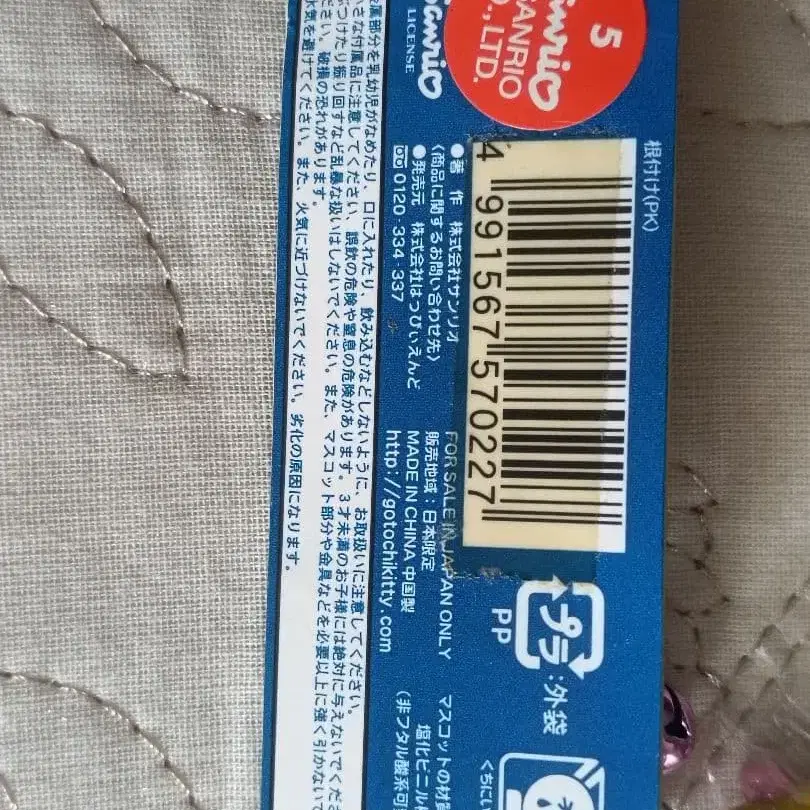 5
Sanrio
SANRIO
., LTD.
Sanrio
LICENSE
根付け(PK)
4 991567 570227
●著 作 株式会社サンリオ
〈商品に関するお問い合わせ先〉
●発売元 株式会社はぴぃえんど
0120-334-337
FOR SALE IN JAPAN ONLY
販売地域：日本限定
MADE IN CHINA 中国製
http://gotochikitty.com
プラ
PP
:外袋
マスコットの材質
塩化ビニル樹
(非フタル酸系可
くちにい
属部分を乳幼児がなめたり、口に入れたり、飲み込むなどしないように、お取扱いに注意してください。
さな付属品に注意してください。誤飲の危険や窒息の危険があります。3才未満のお子様には絶対に与えないでくださ
つけたり振り回すなど乱暴な扱いはしないでください。また、マスコット部分や金具などを必要以上に強く引かないで
さい。破損の恐れがあります。
気を避けてください。また、火気に近づけないでください。劣化の原因になります。